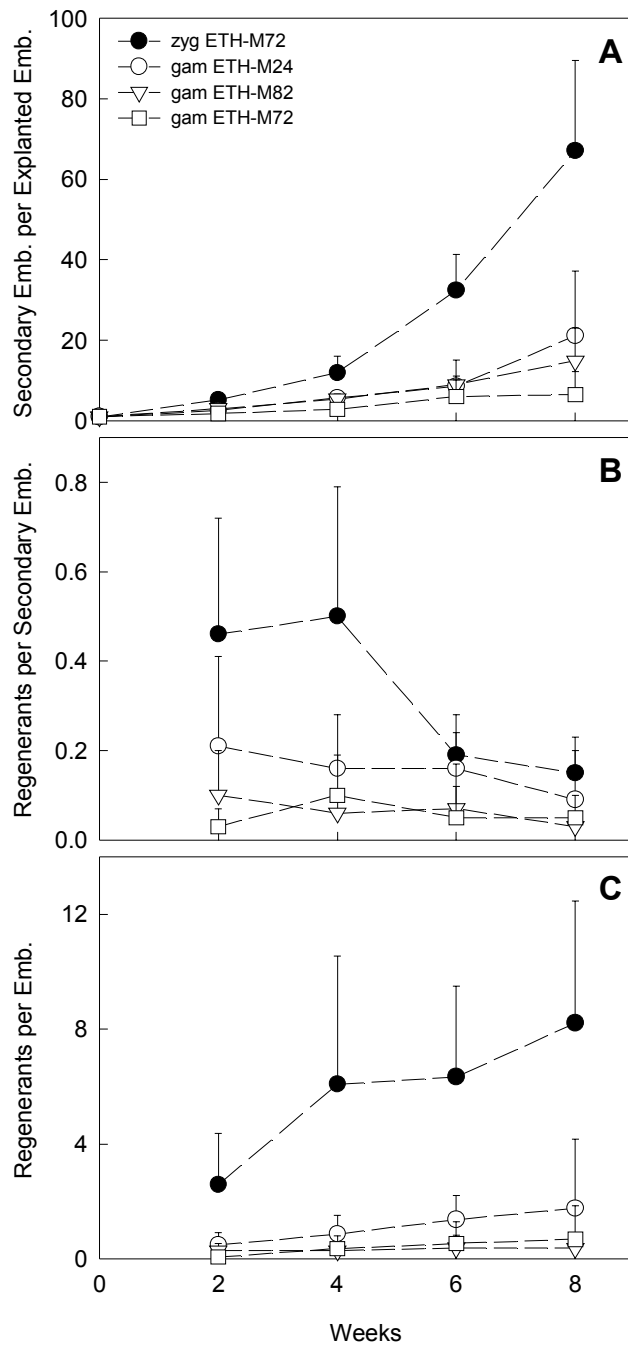 100
80
60
40
20
0
Secondary Emb. per Explanted Emb.
zyg ETH-M72
gam ETH-M24
gam ETH-M82
gam ETH-M72
A
0.8
0.6
0.4
0.2
0.0
Regenerants per Secondary Emb.
B
12
8
4
0
Regenerants per Emb.
C
0 2 4 6 8
Weeks